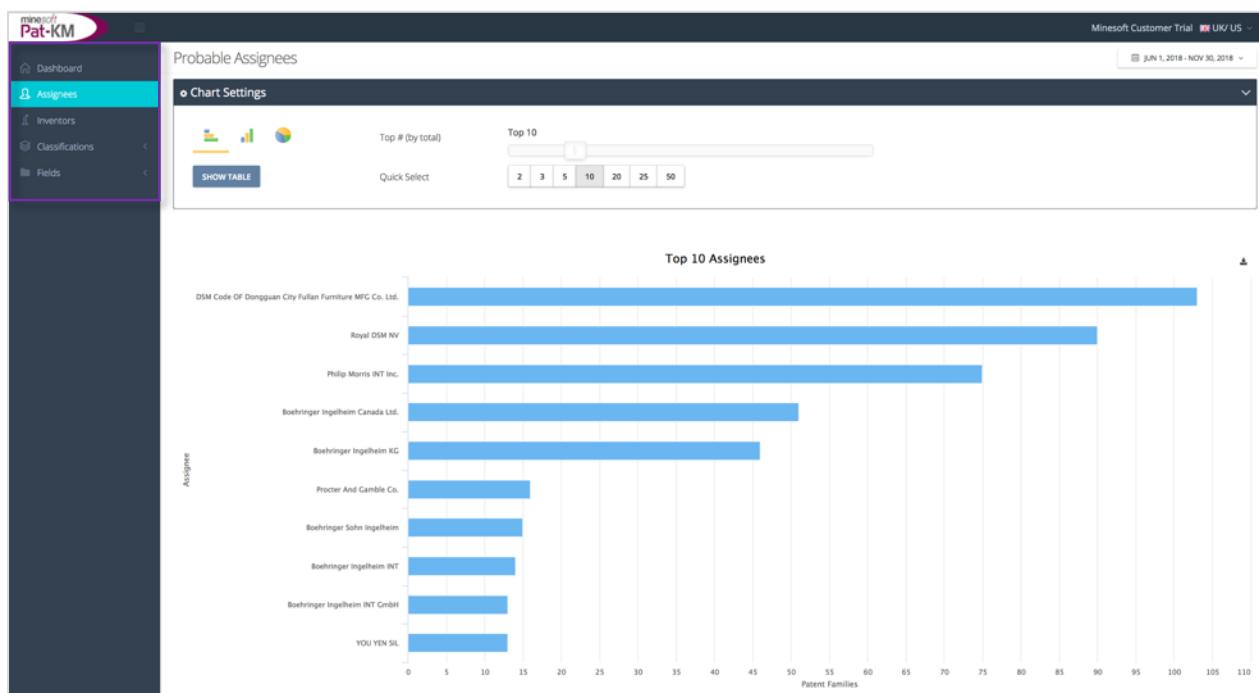 minesoft
Pat-KM
Minesoft Customer Trial UK/ US
Dashboard
Assignees
Inventors
Classifications
Fields
Probable Assignees
JUN 1, 2018 - NOV 30, 2018
Chart Settings
Top # (by total)
Top 10
SHOW TABLE
Quick Select
2 3 5 10 20 25 50
Top 10 Assignees
DSM Code OF Dongguan City Fullan Furniture MFG Co. Ltd.
Royal DSM NV
Philip Morris INT Inc.
Boehringer Ingelheim Canada Ltd.
Boehringer Ingelheim KG
Procter And Gamble Co.
Boehringer Sohn Ingelheim
Boehringer Ingelheim INT
Boehringer Ingelheim INT GmbH
YOU YEN SIL
Assignee
0 5 10 15 20 25 30 35 40 45 50 55 60 65 70 75 80 85 90 95 100 105 110
Patent Families